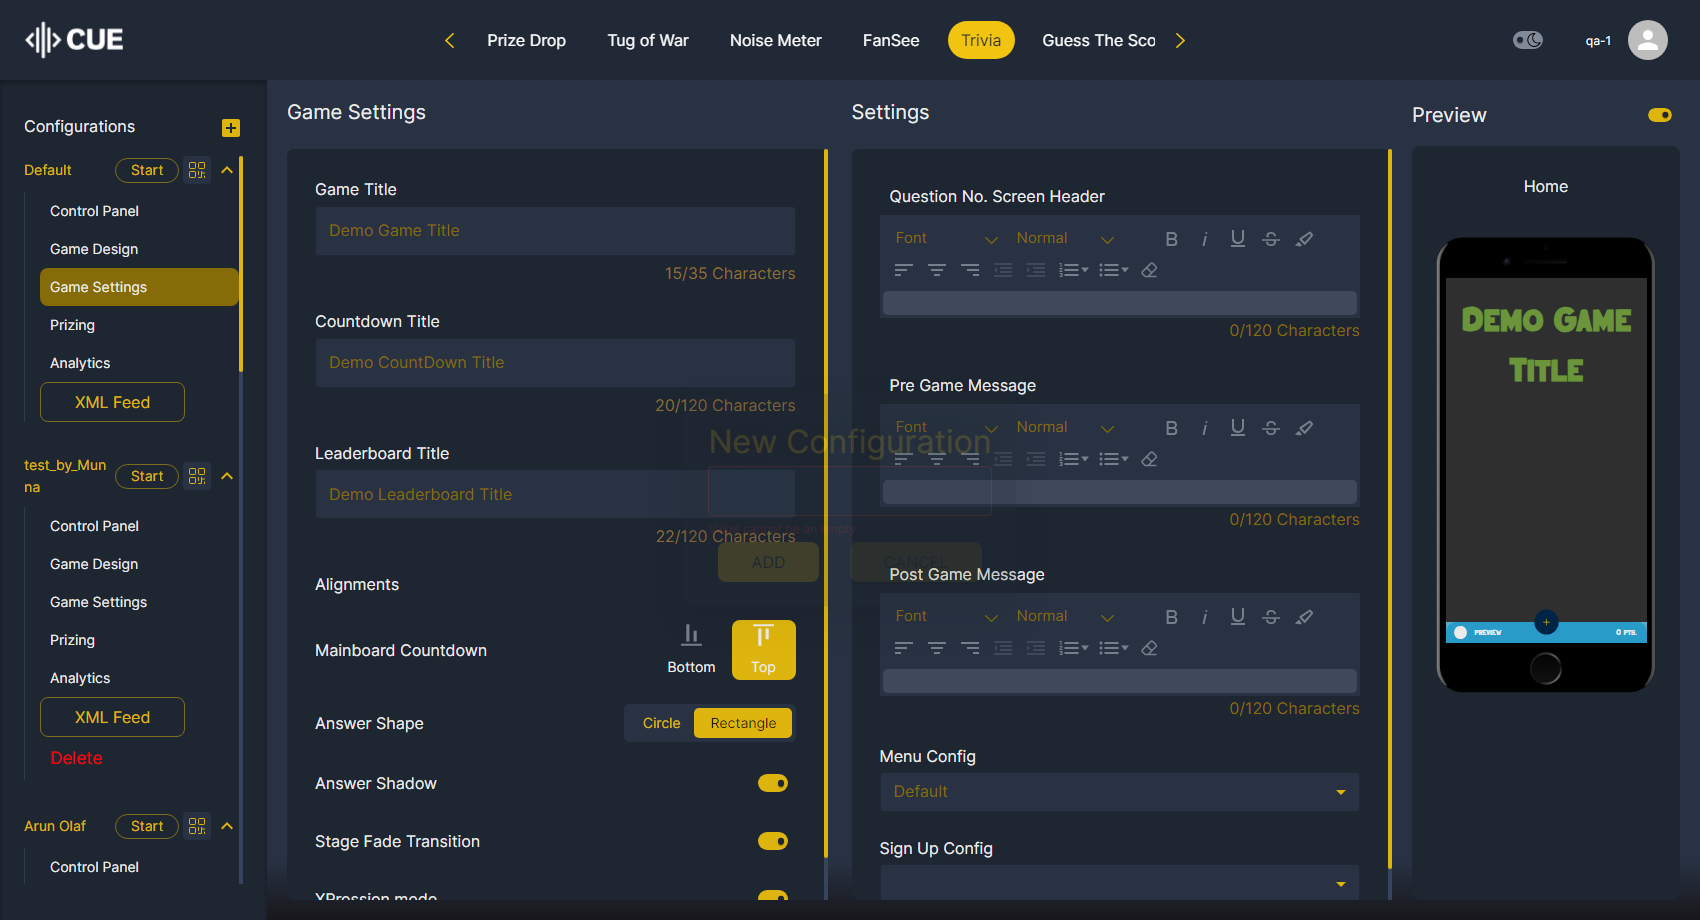 CUE
Prize Drop
Tug of War
Noise Meter
FanSee
Trivia
Guess The Sco
qa-1
Configurations
Default
Start
Control Panel
Game Design
Game Settings
Prizing
Analytics
XML Feed
test_by_Mun
na
Start
Control Panel
Game Design
Game Settings
Prizing
Analytics
XML Feed
Delete
Arun Olaf
Start
Control Panel
Game Settings
Game Title
Demo Game Title
15/35 Characters
Countdown Title
Demo CountDown Title
20/120 Characters
Leaderboard Title
Demo Leaderboard Title
22/120 Characters
Alignments
Mainboard Countdown
Bottom
Top
Answer Shape
Circle
Rectangle
Answer Shadow
Stage Fade Transition
XPression mode
New Configuration
ADD
CANCEL
Settings
Question No. Screen Header
Font
Normal
0/120 Characters
Pre Game Message
Font
Normal
0/120 Characters
Post Game Message
Font
Normal
0/120 Characters
Menu Config
Default
Sign Up Config
Preview
Home
Demo Game
Title
PREVIEW
0 PTS.